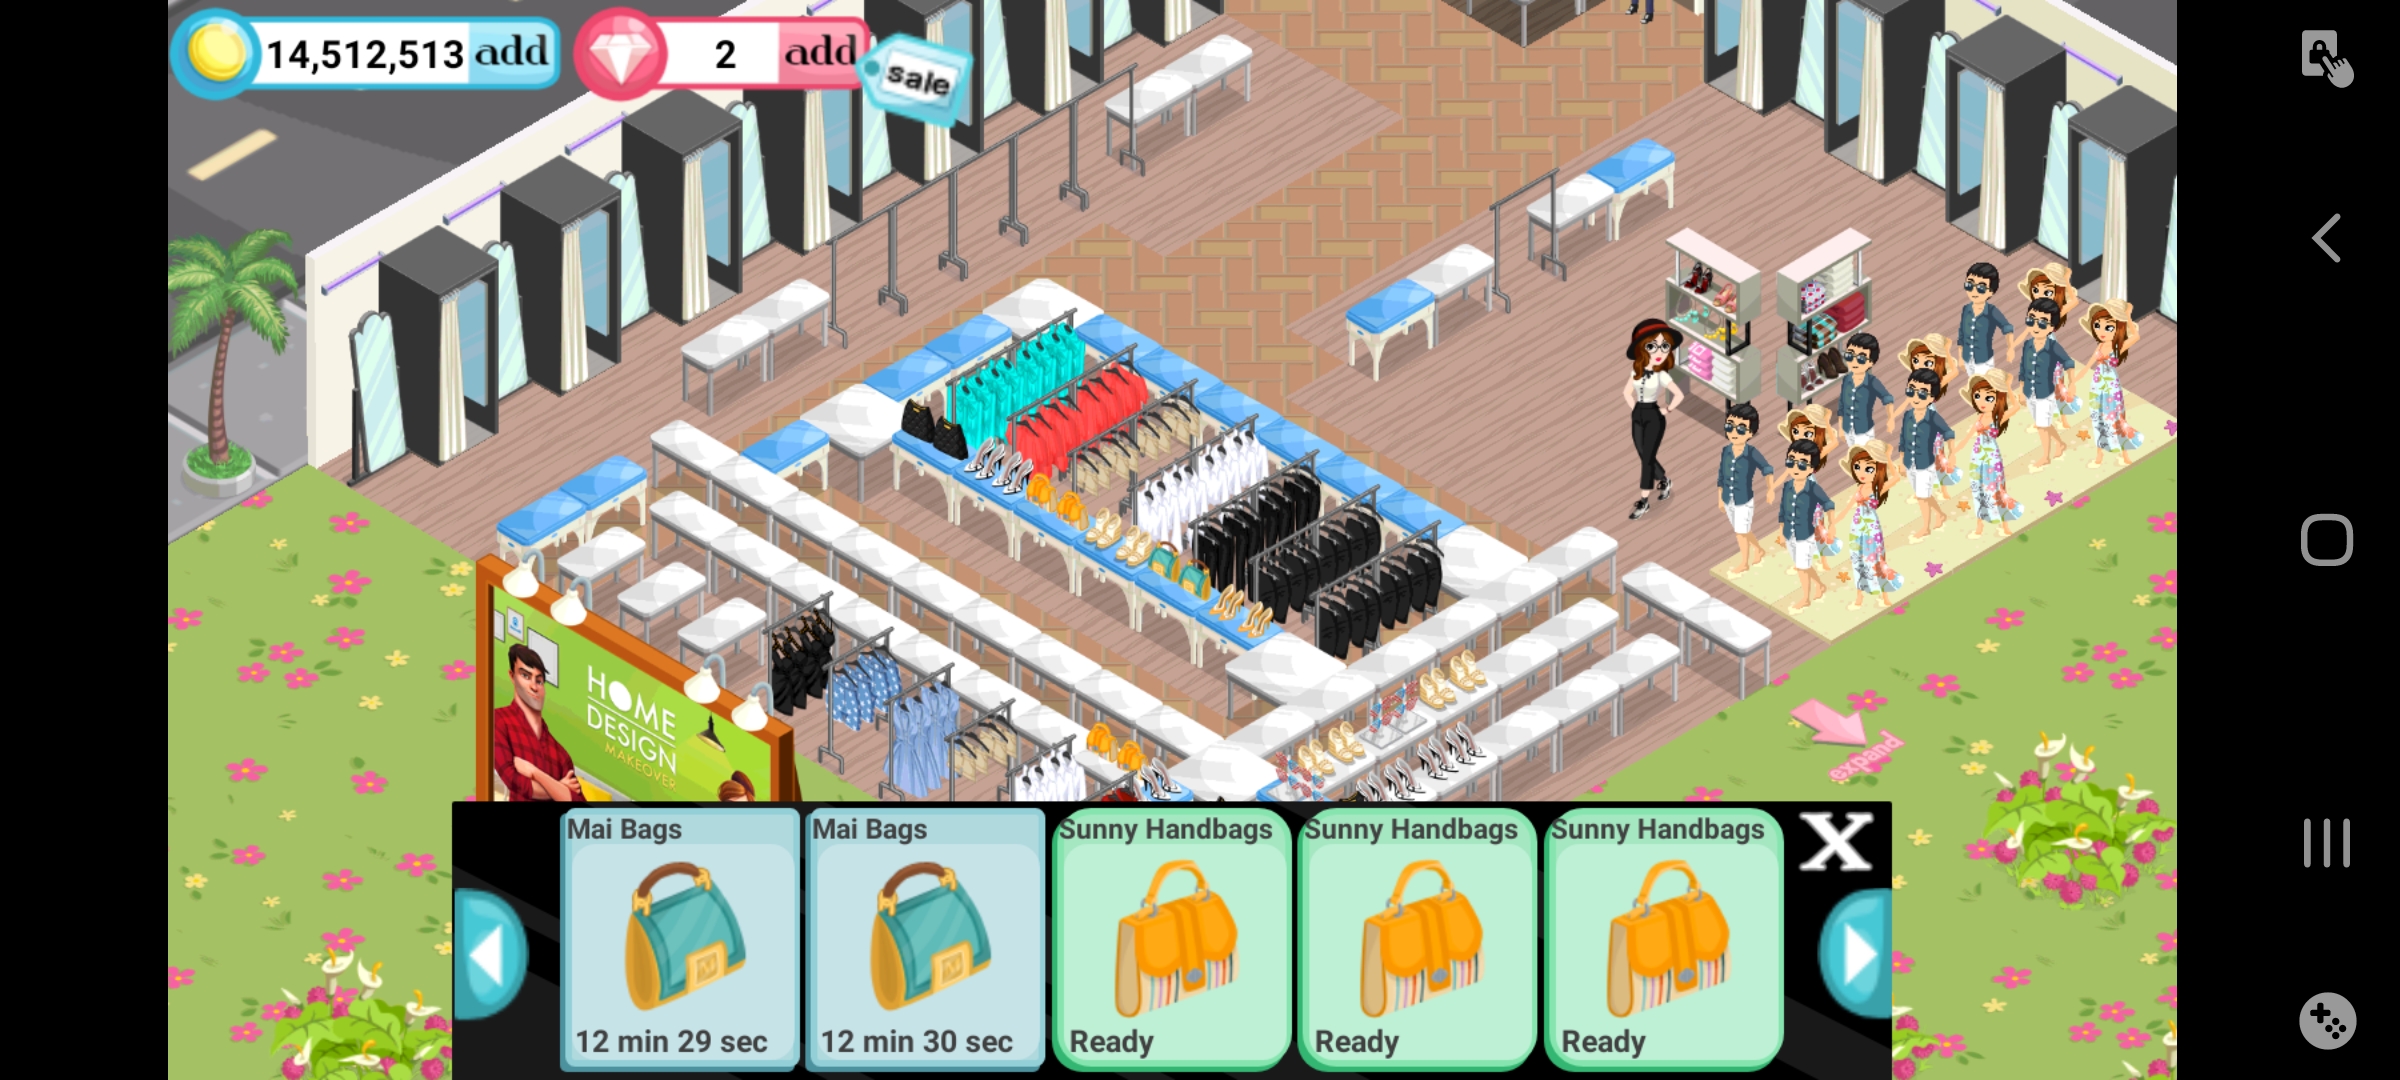 14,512,513 add
2 add
sale
HOME
DESIGN
MAKEOVER
expand
Mai Bags
12 min 29 sec
Mai Bags
12 min 30 sec
Sunny Handbags
Ready
Sunny Handbags
Ready
Sunny Handbags
Ready
X